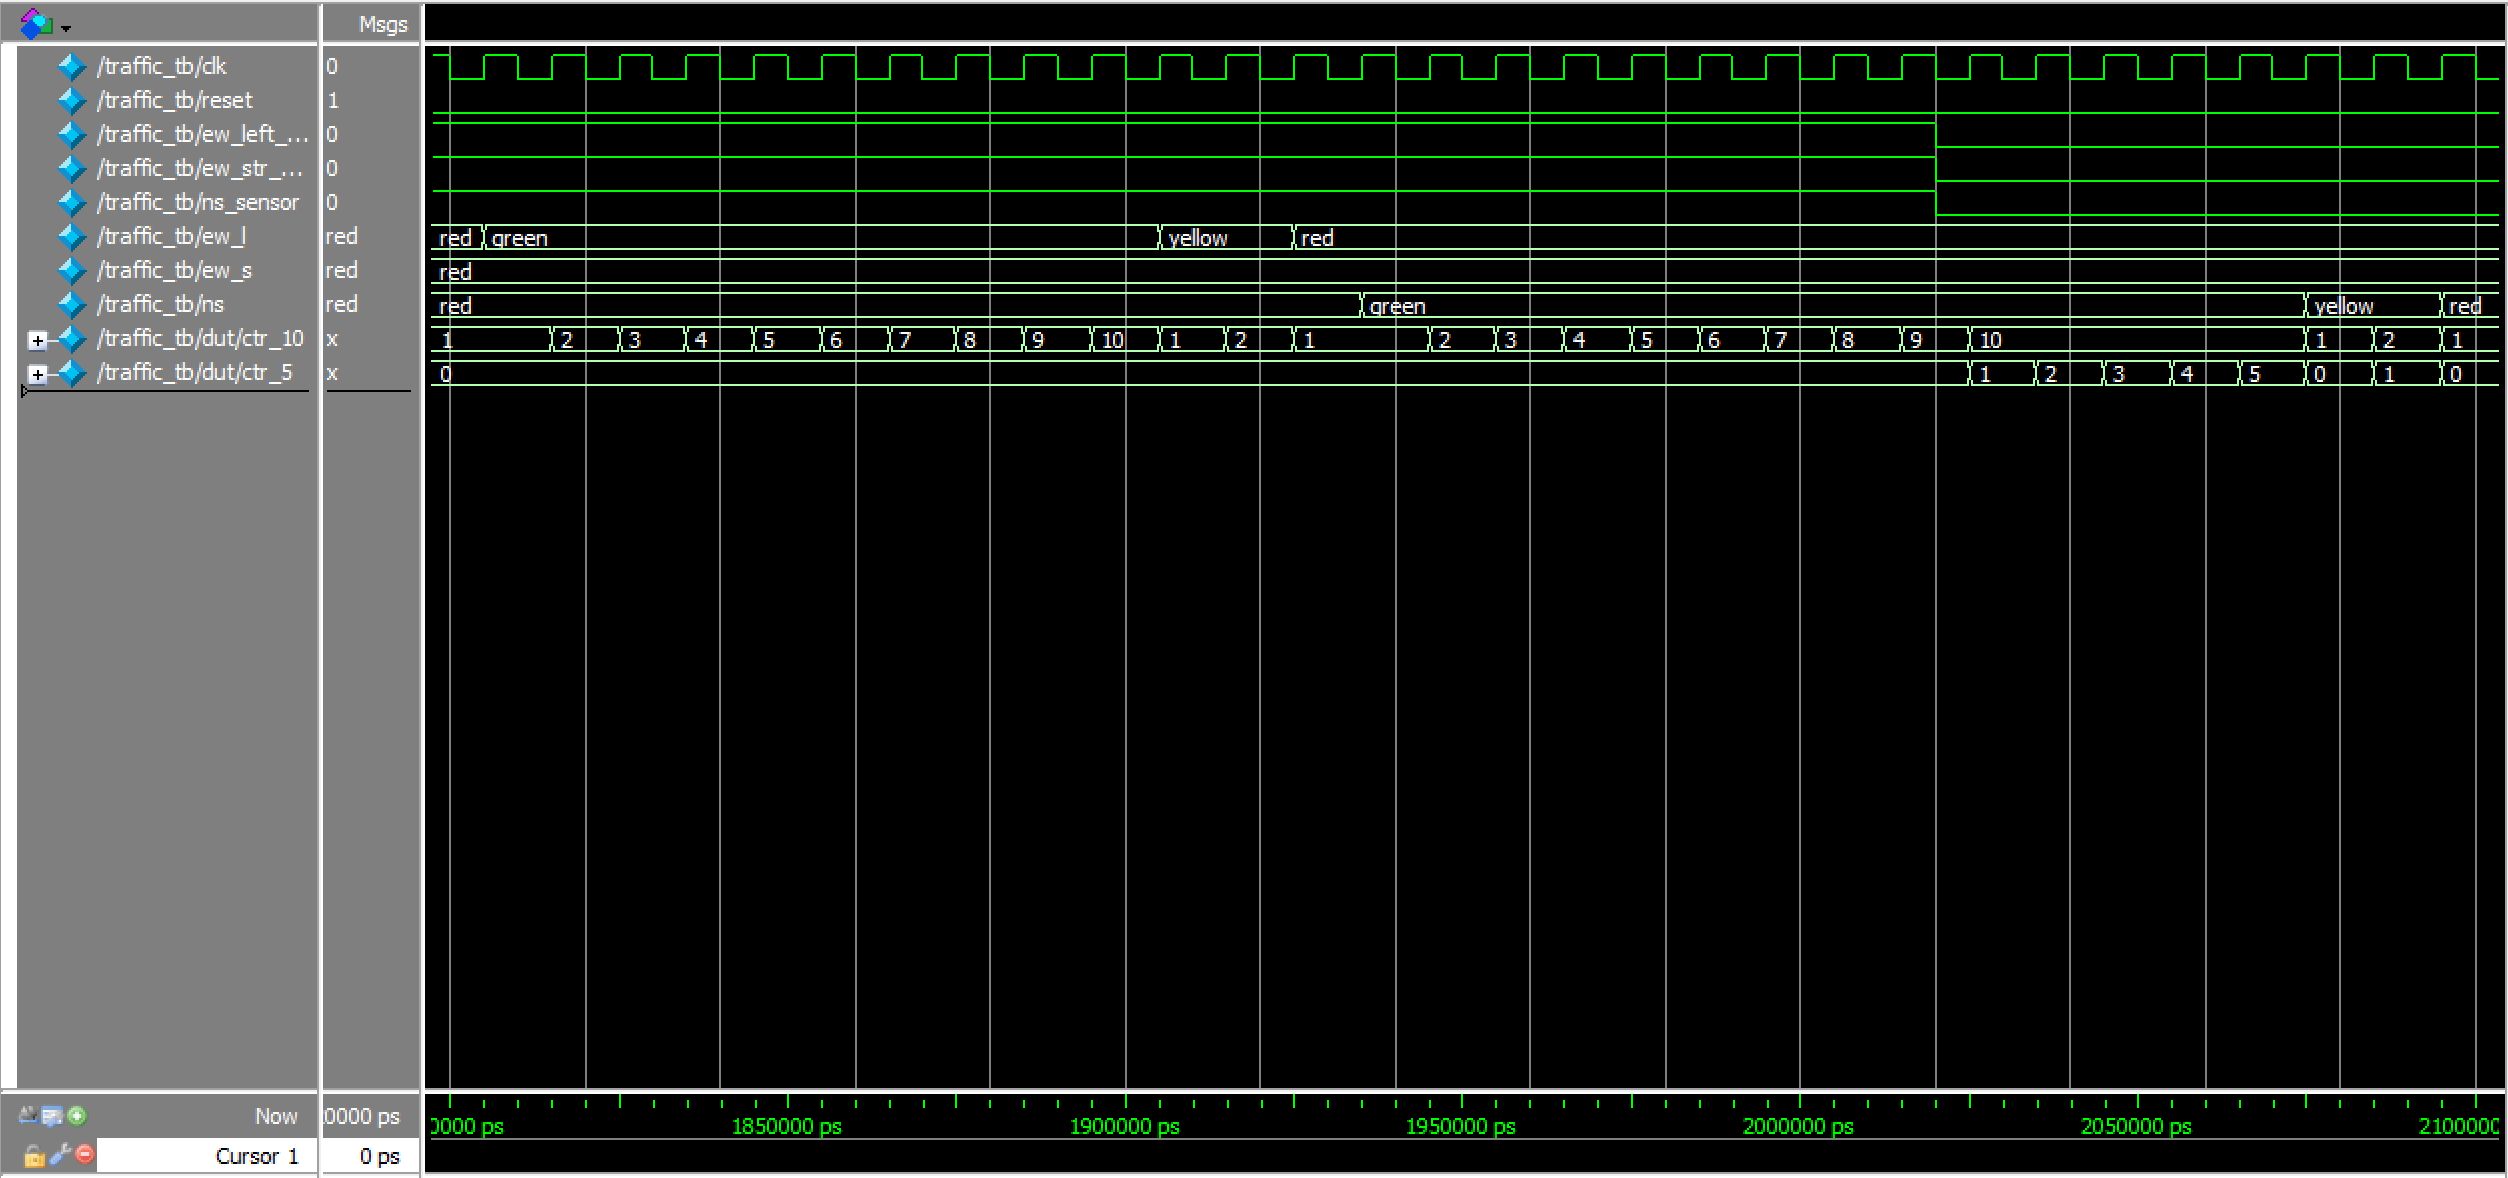 Msgs
/traffic_tb/clk 0
/traffic_tb/reset 1
/traffic_tb/ew_left_... 0
/traffic_tb/ew_str_... 0
/traffic_tb/ns_sensor 0
/traffic_tb/ew_l red red green yellow red
/traffic_tb/ew_s red red
/traffic_tb/ns red red green yellow red
/traffic_tb/dut/ctr_10 x 1 2 3 4 5 6 7 8 9 10 1 2 1 2 3 4 5 6 7 8 9 10 1 2 1
/traffic_tb/dut/ctr_5 x 0 1 2 3 4 5 0 1 0
Now 0000 ps 0000 ps 1850000 ps 1900000 ps 1950000 ps 2000000 ps 2050000 ps 2100000
Cursor 1 0 ps